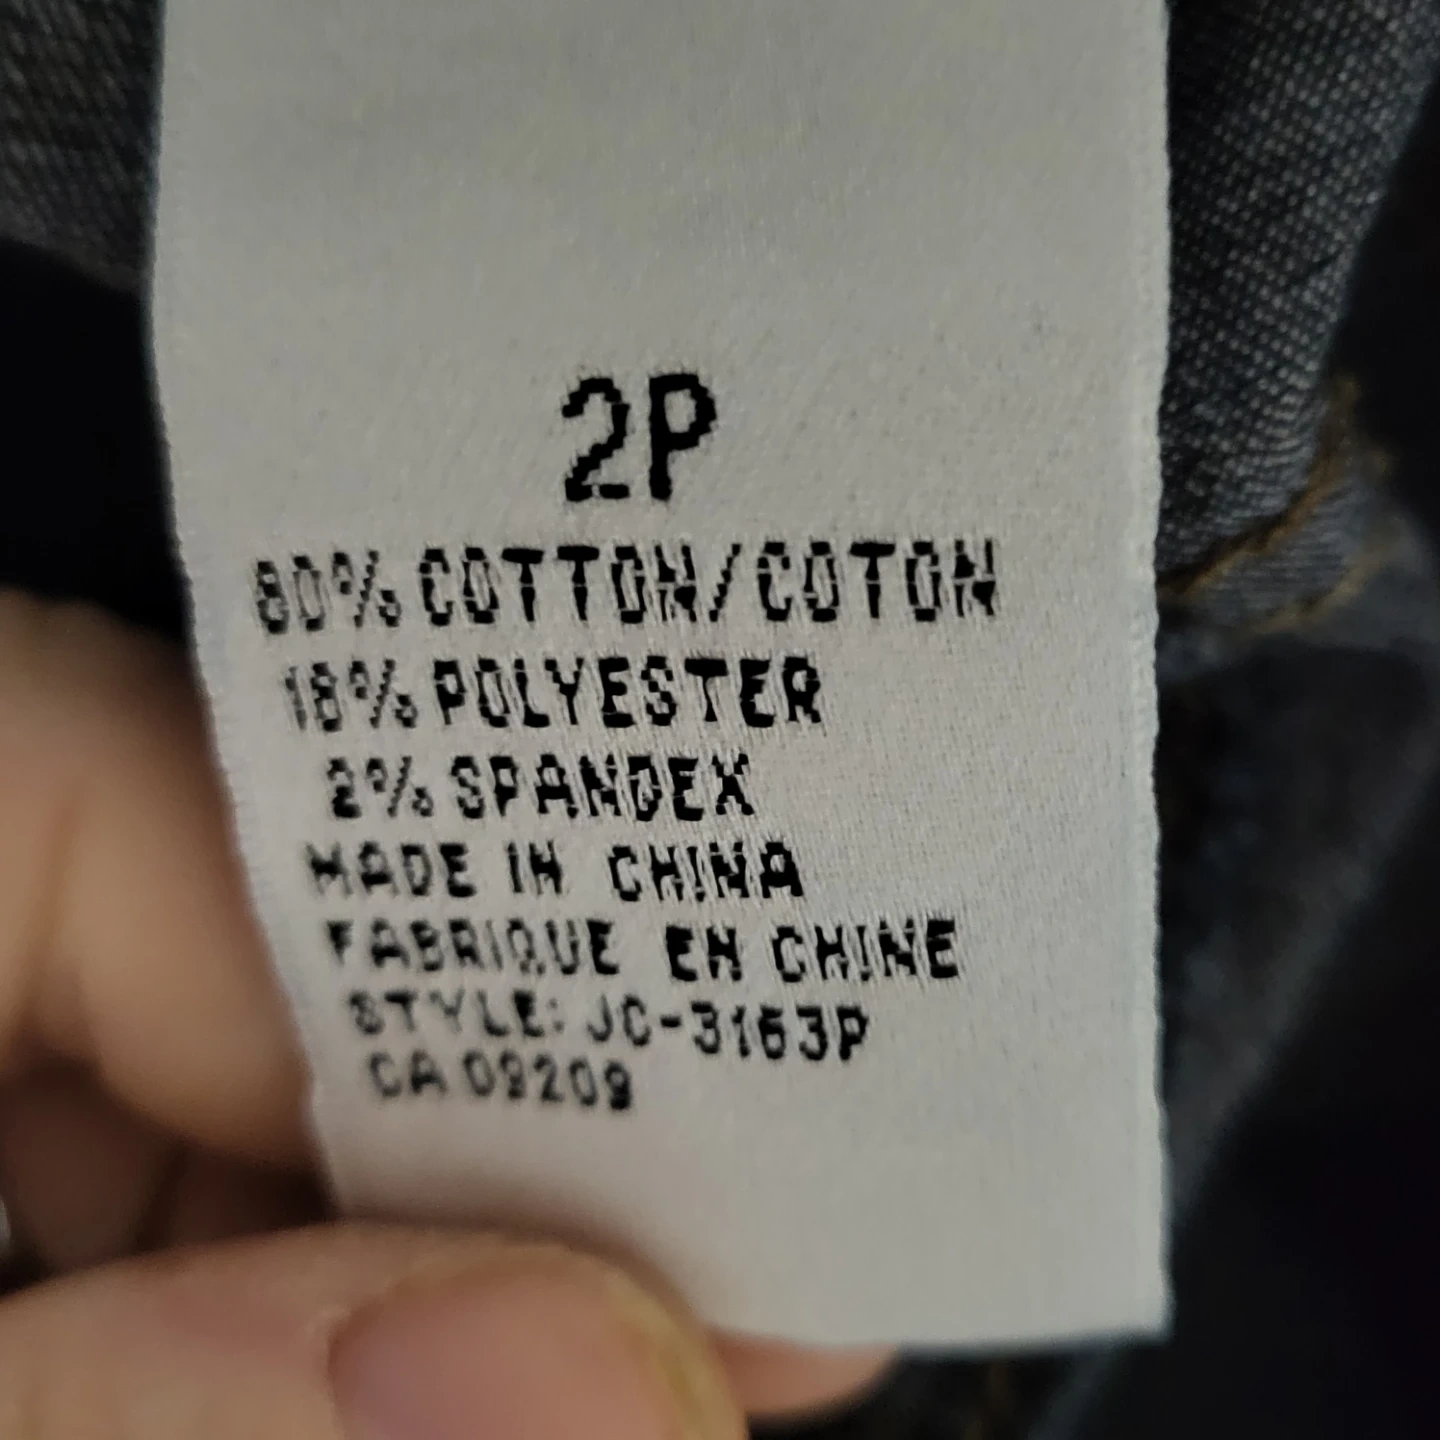 2P
80% COTTON/COTON
18% POLYESTER
2% SPANDEX
MADE IN CHINA
FABRIQUE EN CHINE
STYLE: JC-3163P
CA 09209